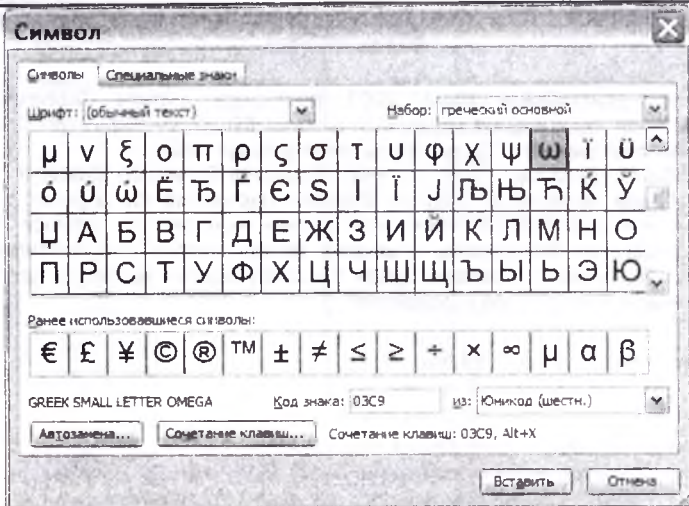 Символ
Символы Специальные знаки
Шрифт: (обычный текст) Набор: греческий основной
μ ν ξ ο π ρ ς σ τ υ φ χ ψ ω ϊ ϋ
ό ύ ώ Ё Ђ Ѓ Є Ѕ І Ї Ј Љ Њ Ћ Ќ Ў
Џ А Б В Г Д Е Ж З И Й К Л М Н О
П Р С Т У Ф Х Ц Ч Ш Щ Ъ Ы Ь Э Ю
Ранее использовавшиеся символы:
€ £ ¥ © ® ™ ± ≠ ≤ ≥ ÷ × ∞ μ α β
GREEK SMALL LETTER OMEGA Код знака: 03C9 из: Юникод (шестн.)
Автозамена... Сочетание клавиш... Сочетание клавиш: 03C9, Alt+X
Вставить Отмена